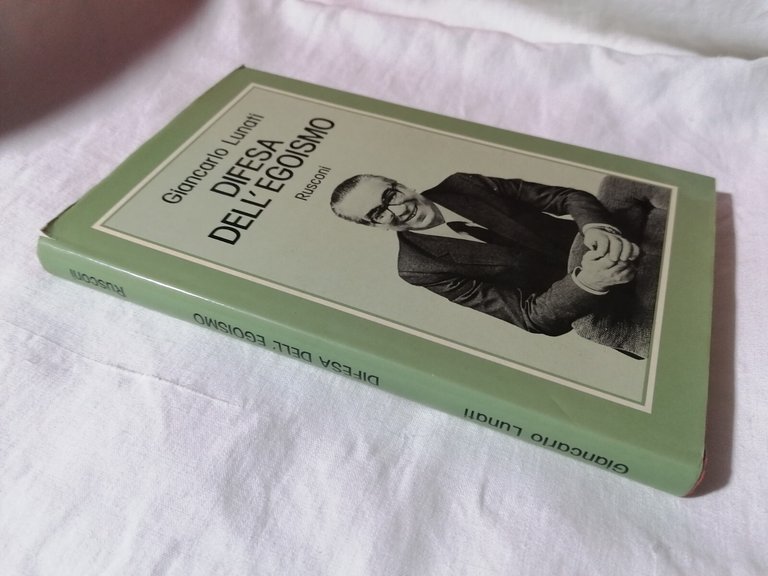 Giancarlo Lunati
DIFESA
DELL'EGOISMO
Rusconi
Giancarlo Lunati
DIFESA DELL'EGOISMO
Rusconi